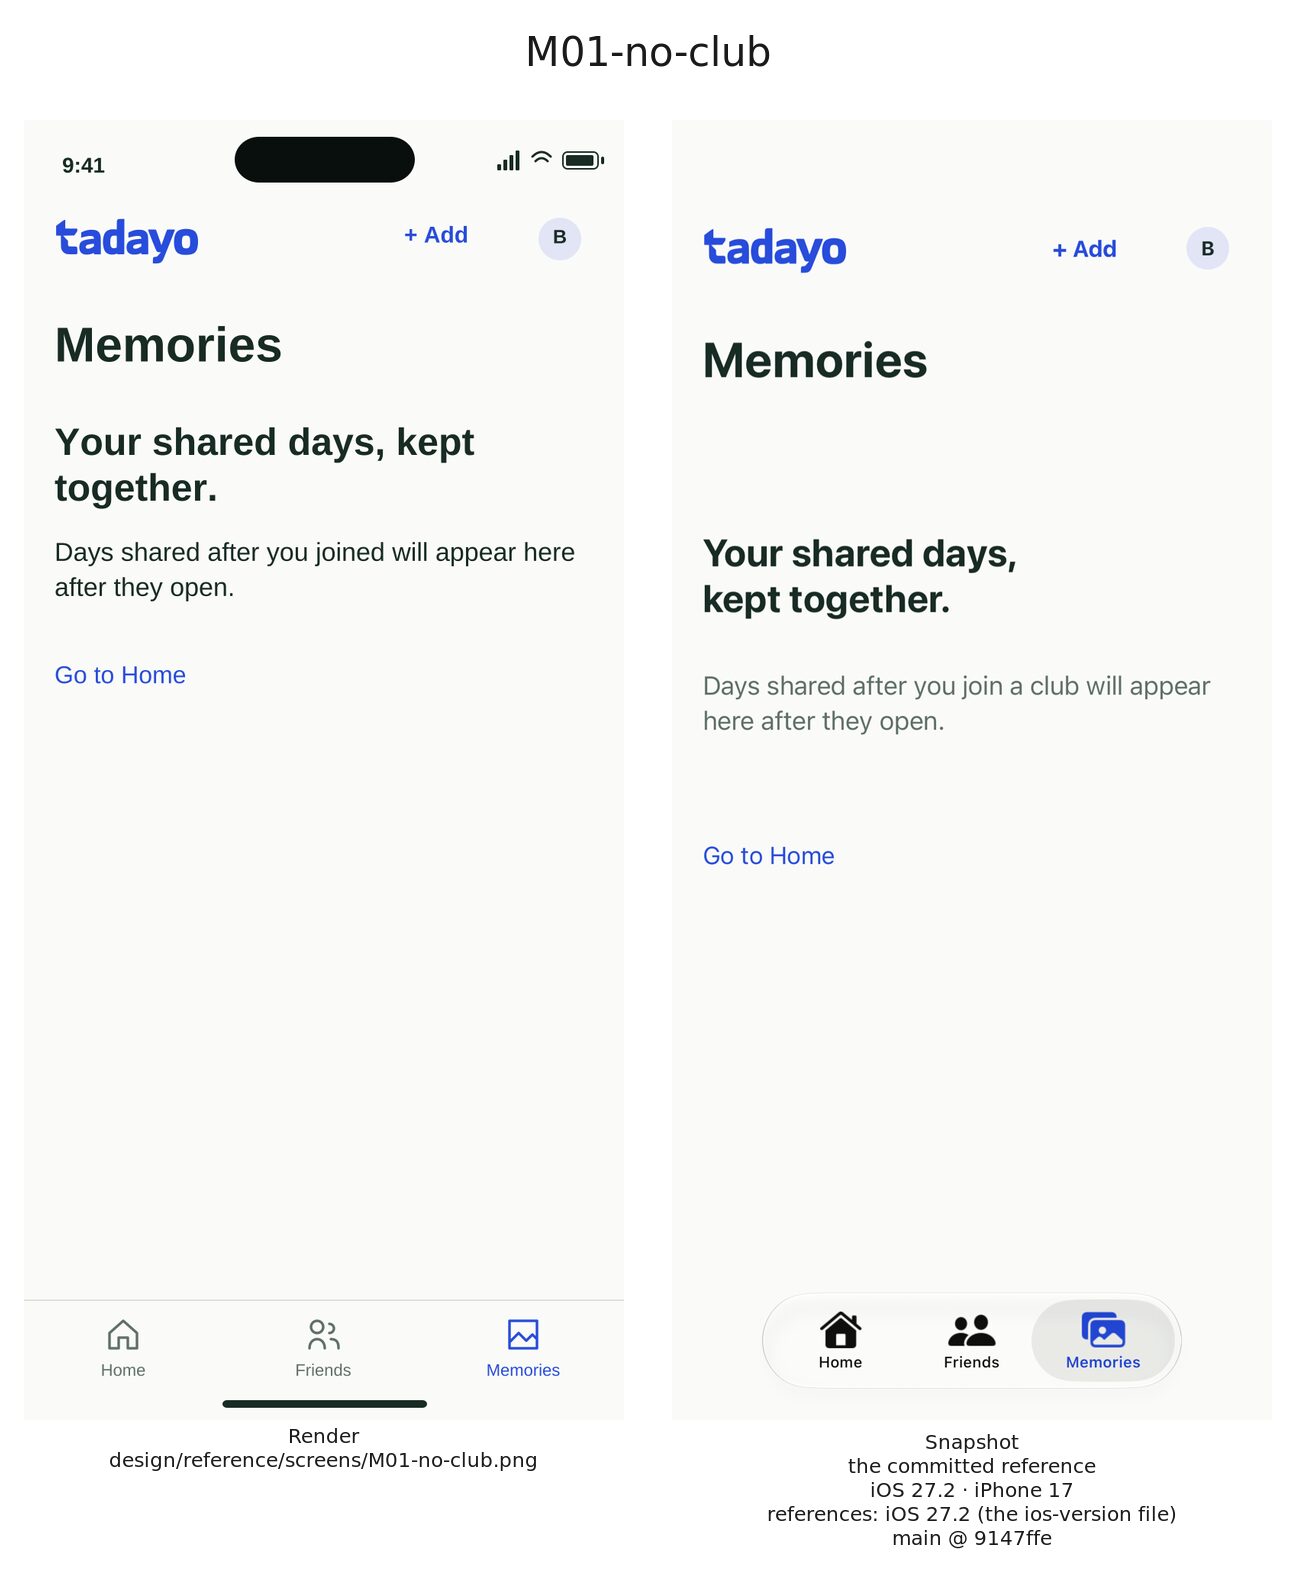 M01-no-club
9:41
tadayo
+ Add
B
Memories
Your shared days, kept
together.
Days shared after you joined will appear here
after they open.
Go to Home
Home
Friends
Memories
Render
design/reference/screens/M01-no-club.png
tadayo
+ Add
B
Memories
Your shared days,
kept together.
Days shared after you join a club will appear
here after they open.
Go to Home
Home
Friends
Memories
Snapshot
the committed reference
iOS 27.2 · iPhone 17
references: iOS 27.2 (the ios-version file)
main @ 9147ffe